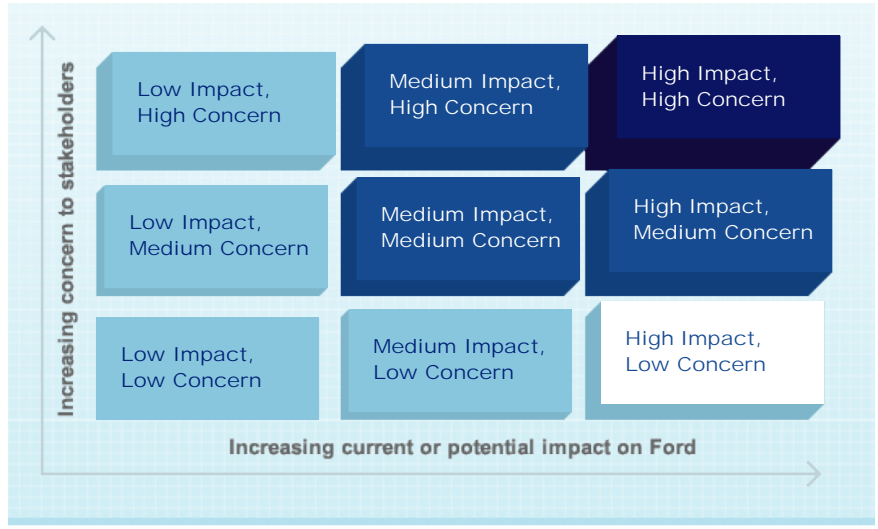 Increasing concern to stakeholders
Low Impact,
High Concern
Medium Impact,
High Concern
High Impact,
High Concern
Low Impact,
Medium Concern
Medium Impact,
Medium Concern
High Impact,
Medium Concern
Low Impact,
Low Concern
Medium Impact,
Low Concern
High Impact,
Low Concern
Increasing current or potential impact on Ford